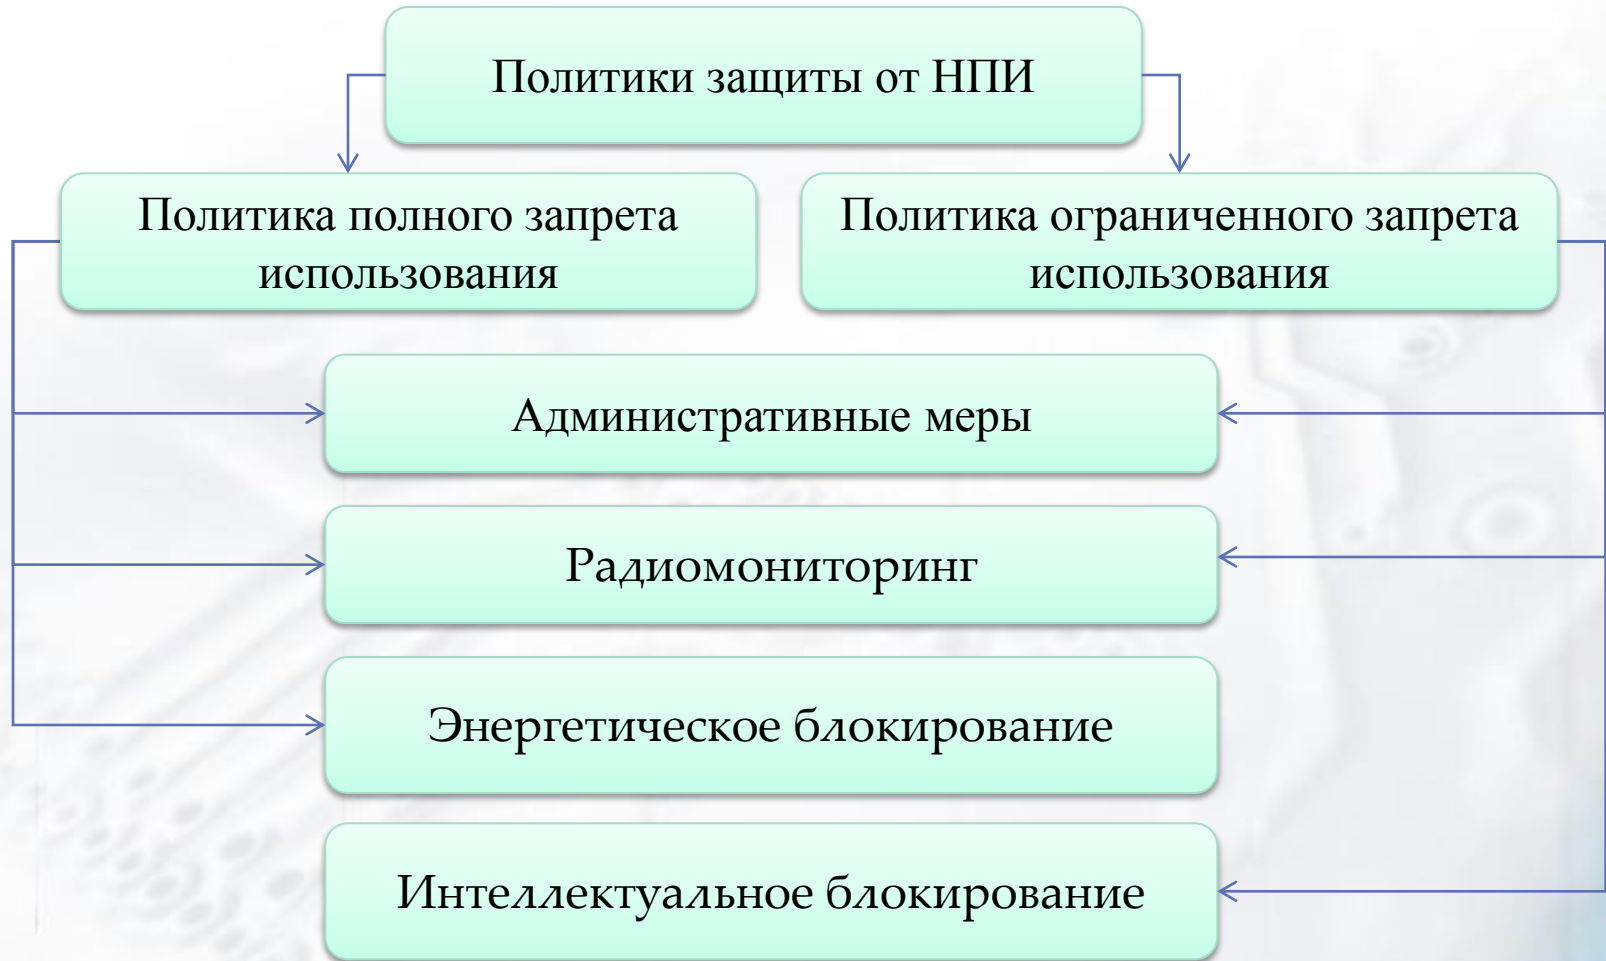 Политики защиты от НПИ
Политика полного запрета
использования
Политика ограниченного запрета
использования
Административные меры
Радиомониторинг
Энергетическое блокирование
Интеллектуальное блокирование